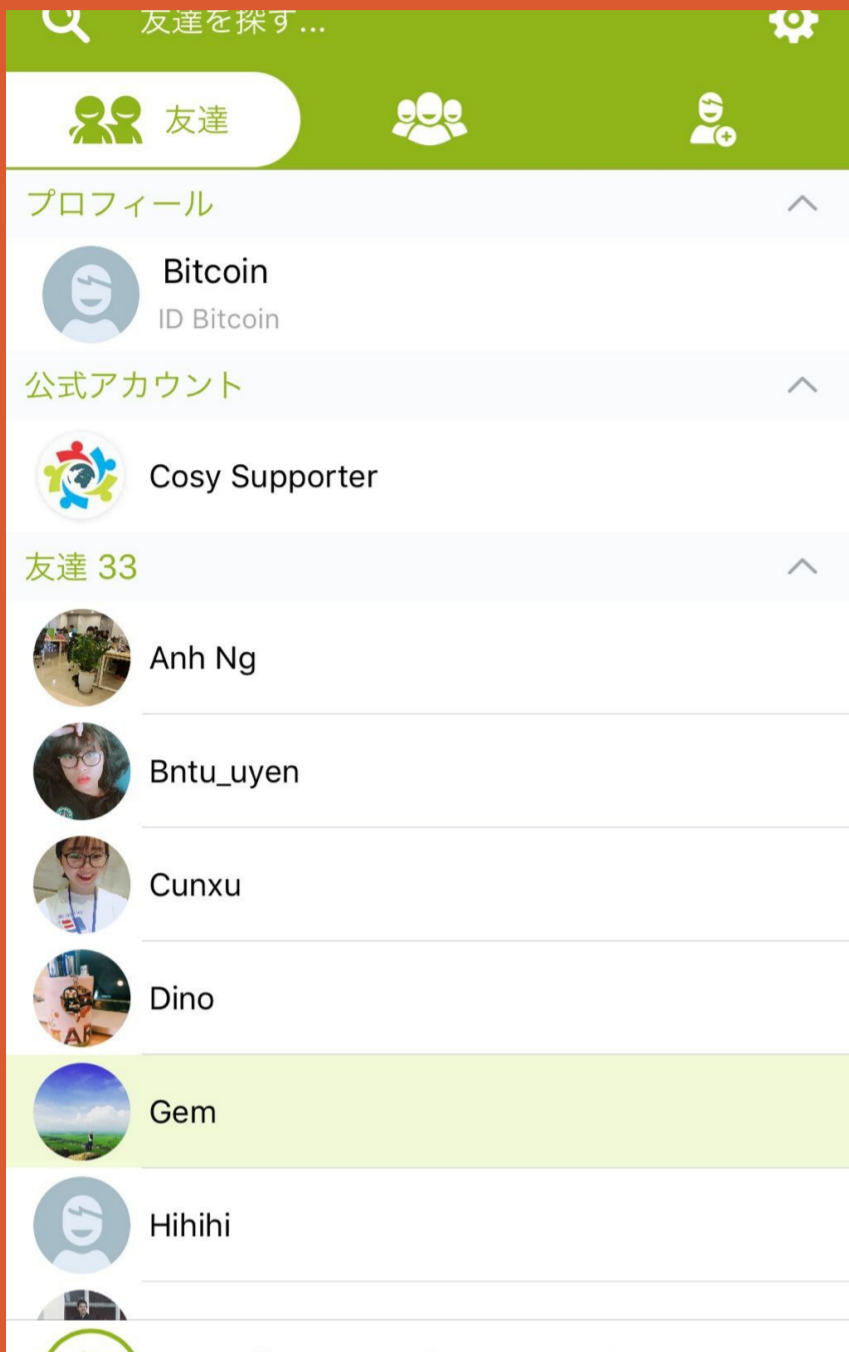 友達を探す...
友達
プロフィール
Bitcoin
ID Bitcoin
公式アカウント
Cosy Supporter
友達 33
Anh Ng
Bntu_uyen
Cunxu
Dino
Gem
Hihihi